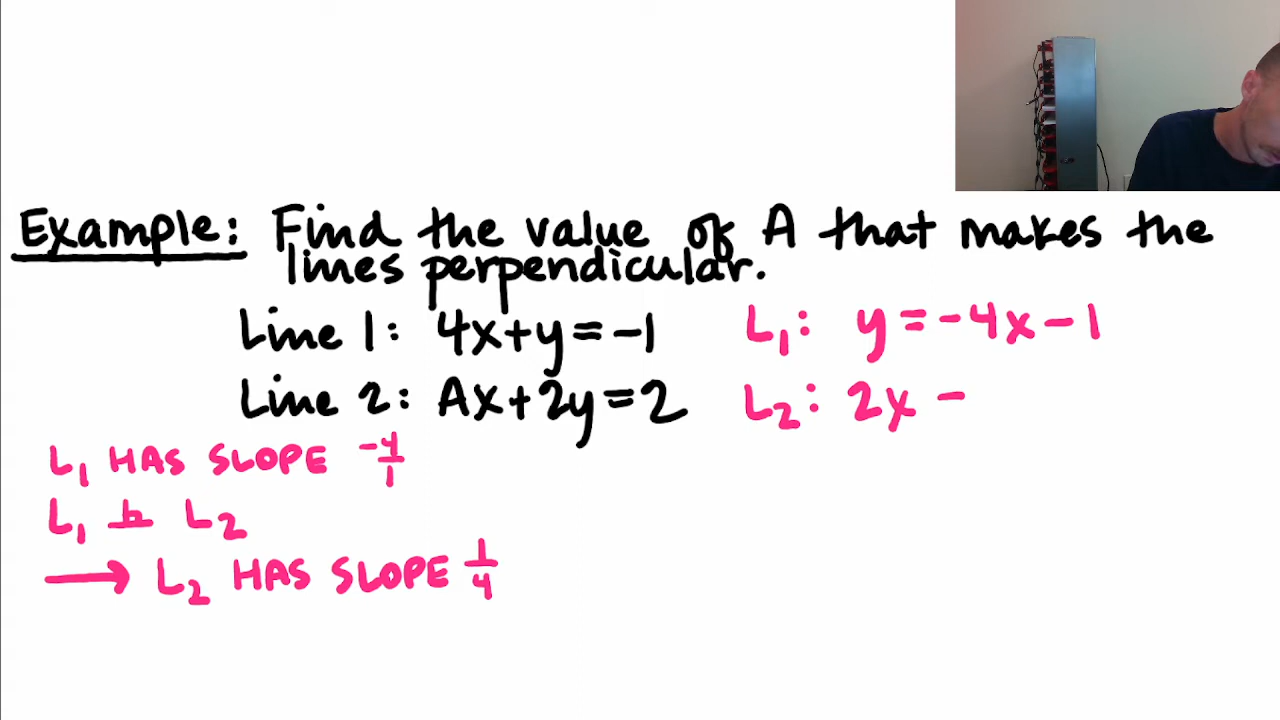 Example: Find the value of A that makes the
lines perpendicular.
Line 1: 4x+y=-1
L₁: y=-4x-1
Line 2: Ax+2y=2
L₂: 2x -
L₁ HAS SLOPE -4/1
L₁ ⊥ L₂
→ L₂ HAS SLOPE 1/4